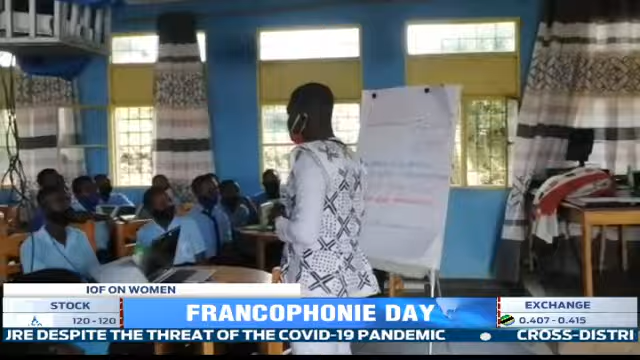 IOF ON WOMEN
STOCK
120 - 120
FRANCOPHONIE DAY
EXCHANGE
0.407 - 0.415
URE DESPITE THE THREAT OF THE COVID-19 PANDEMIC
CROSS-DISTRI